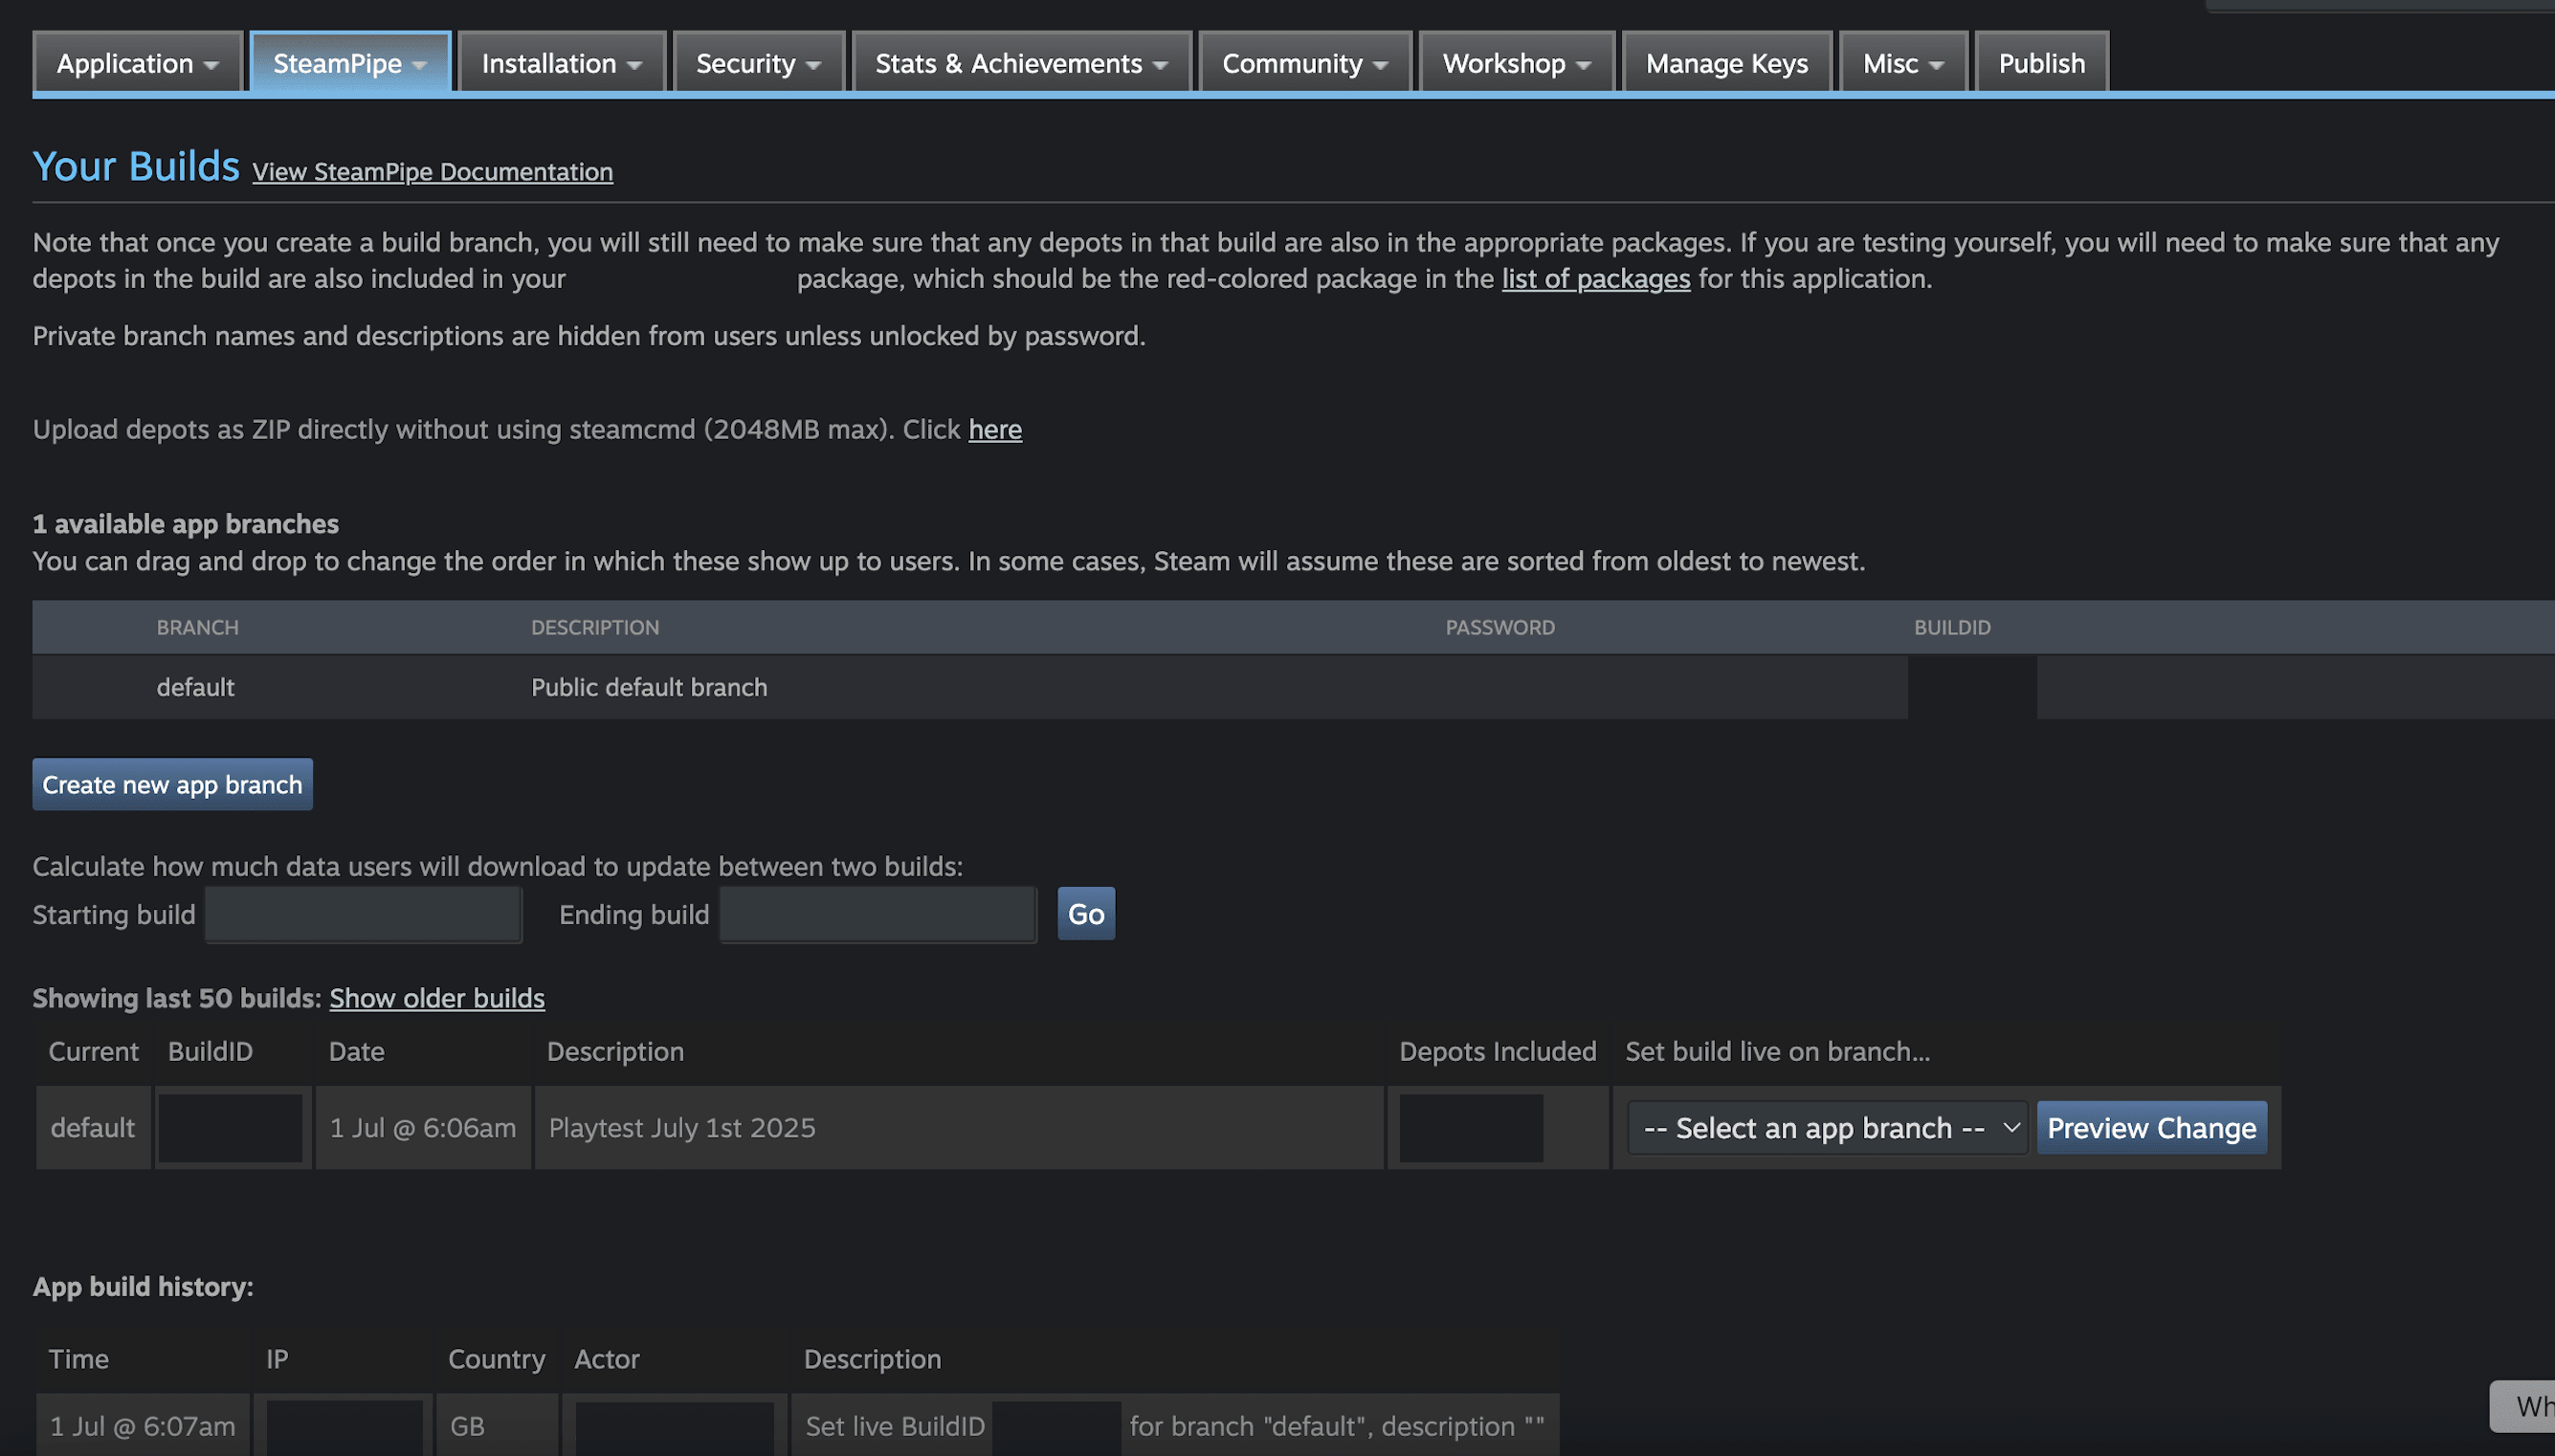 Application SteamPipe Installation Security Stats & Achievements Community Workshop Manage Keys Misc Publish
Your Builds View SteamPipe Documentation
Note that once you create a build branch, you will still need to make sure that any depots in that build are also in the appropriate packages. If you are testing yourself, you will need to make sure that any
depots in the build are also included in your package, which should be the red-colored package in the list of packages for this application.
Private branch names and descriptions are hidden from users unless unlocked by password.
Upload depots as ZIP directly without using steamcmd (2048MB max). Click here
1 available app branches
You can drag and drop to change the order in which these show up to users. In some cases, Steam will assume these are sorted from oldest to newest.
BRANCH DESCRIPTION PASSWORD BUILDID
default Public default branch
Create new app branch
Calculate how much data users will download to update between two builds:
Starting build Ending build Go
Showing last 50 builds: Show older builds
Current BuildID Date Description Depots Included Set build live on branch...
default 1 Jul @ 6:06am Playtest July 1st 2025 -- Select an app branch -- Preview Change
App build history:
Time IP Country Actor Description
1 Jul @ 6:07am GB Set live BuildID for branch "default", description ""